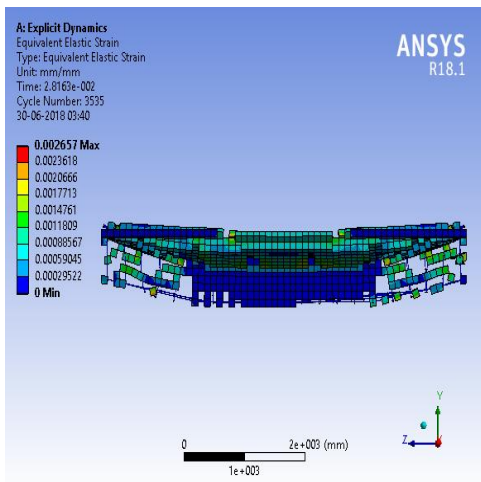 A: Explicit Dynamics
Equivalent Elastic Strain
Type: Equivalent Elastic Strain
Unit: mm/mm
Time: 2.8163e-002
Cycle Number: 3535
30-06-2018 03:40
ANSYS
R18.1
0.002657 Max
0.0023618
0.0020666
0.0017713
0.0014761
0.0011809
0.00088567
0.00059045
0.00029522
0 Min
0 2e+003 (mm)
1e+003
Y
Z